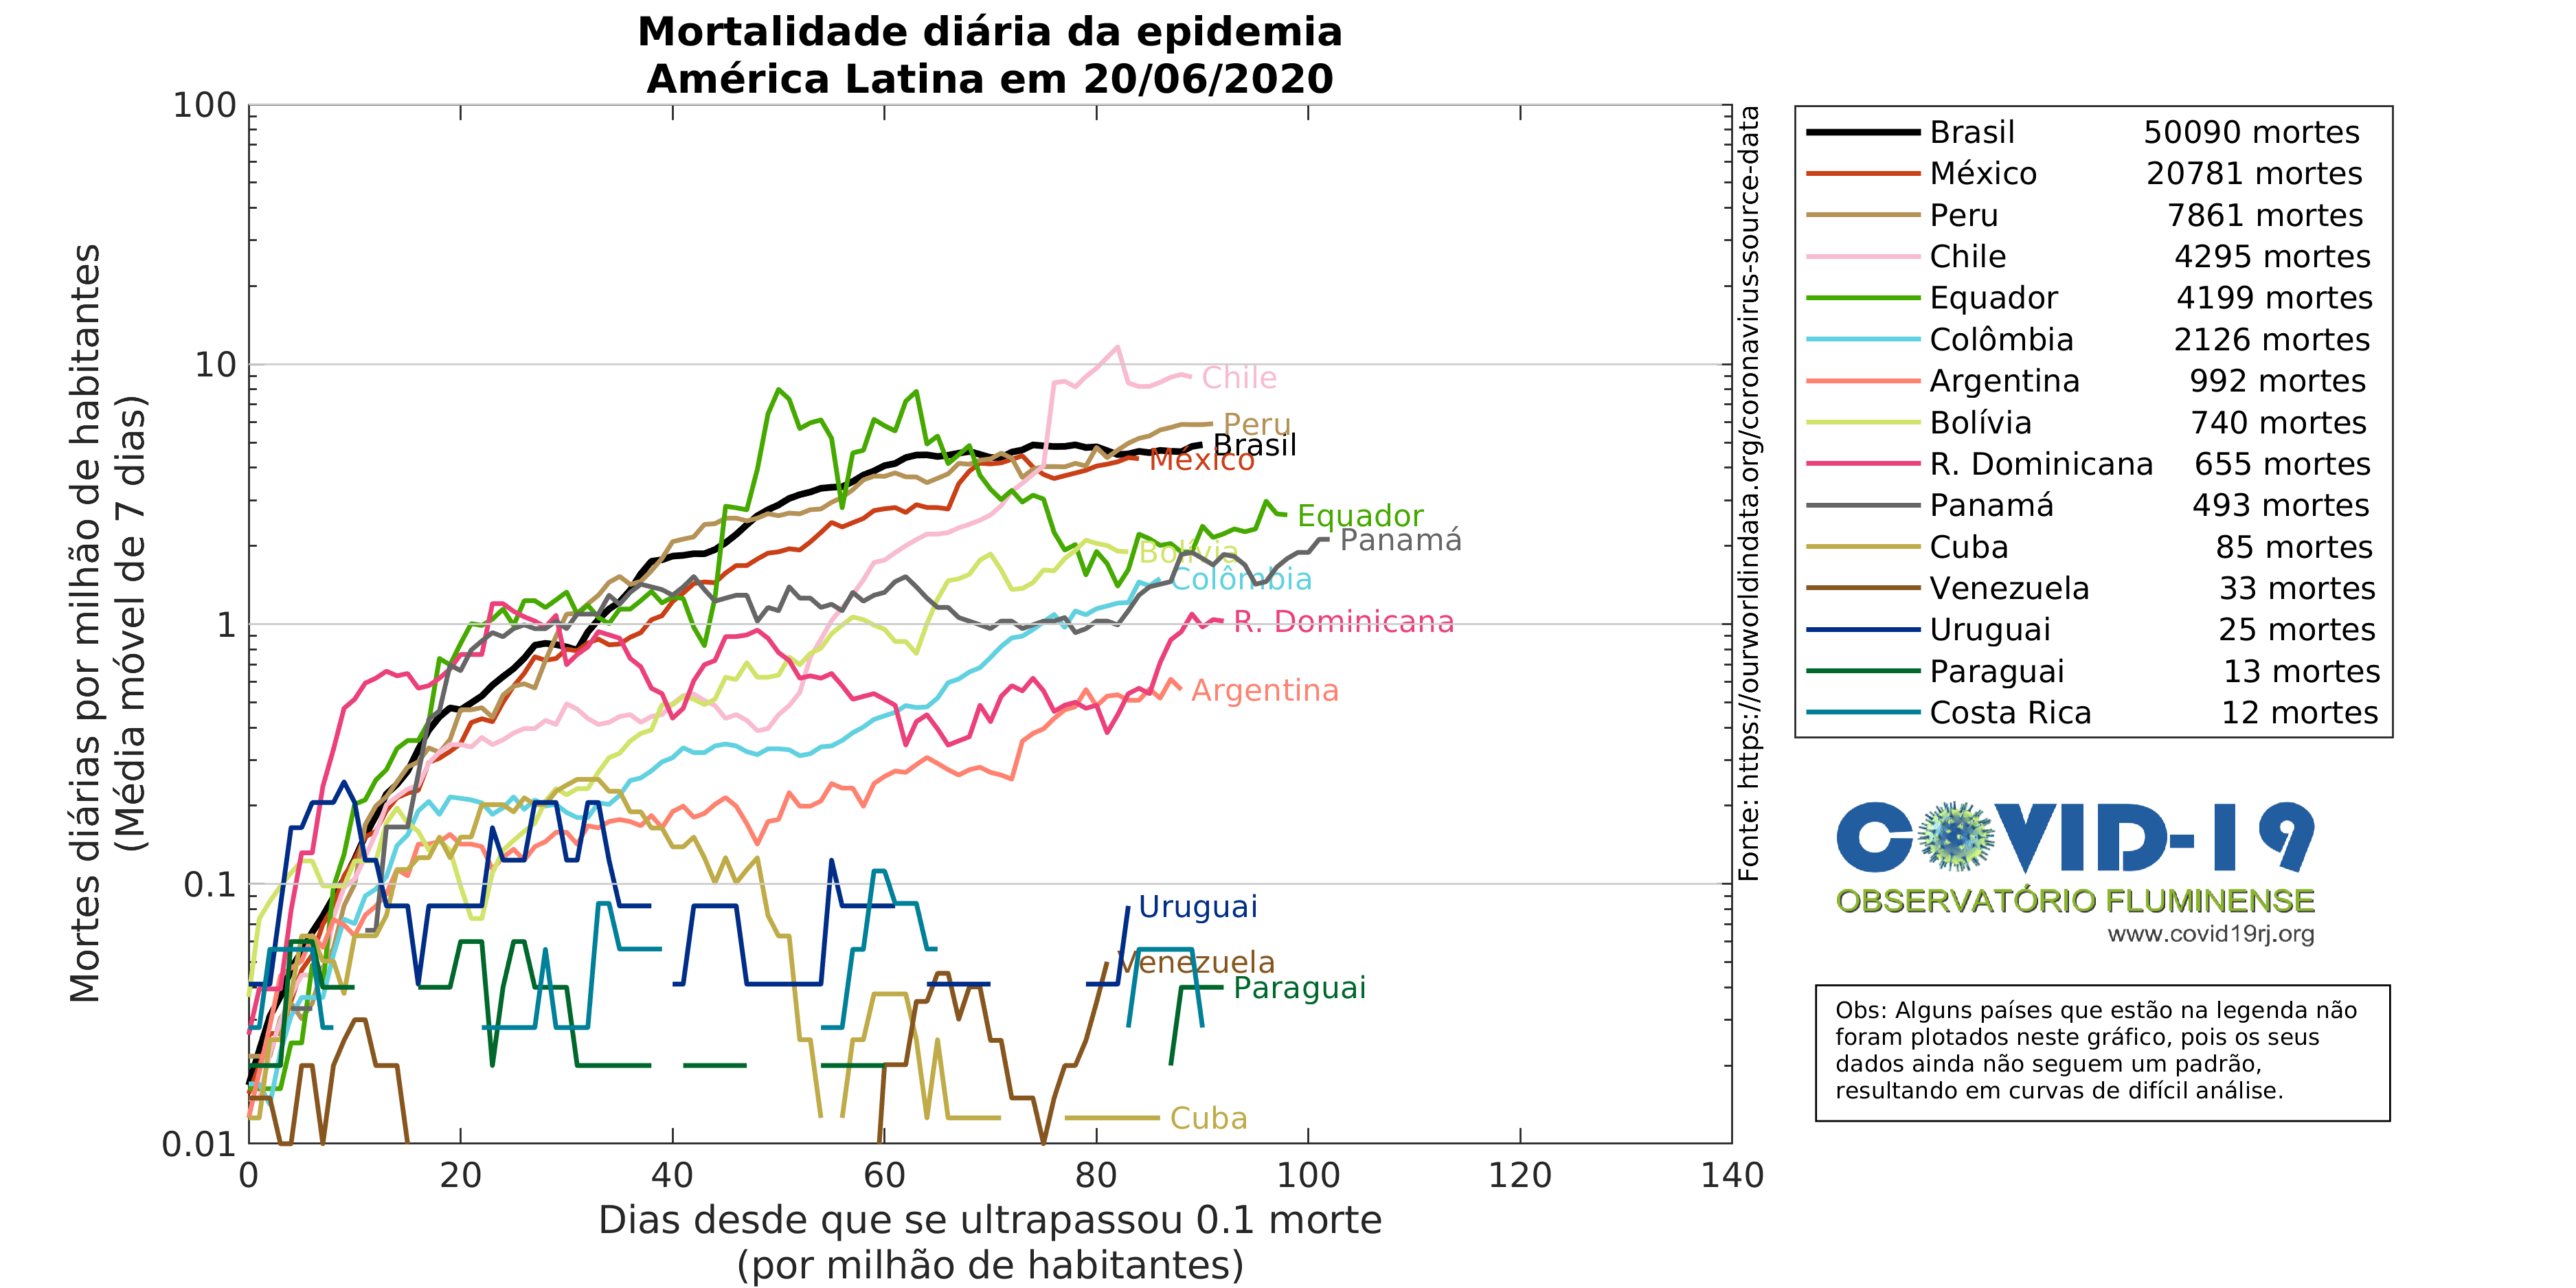 Mortalidade diária da epidemia
América Latina em 20/06/2020
Mortes diárias por milhão de habitantes
(Média móvel de 7 dias)
100
10
1
0.1
0.01
0 20 40 60 80 100 120 140
Dias desde que se ultrapassou 0.1 morte
(por milhão de habitantes)
Chile
Peru
Brasil
México
Equador
Panamá
Bolívia
Colômbia
R. Dominicana
Argentina
Uruguai
Venezuela
Paraguai
Cuba
Fonte: https://ourworldindata.org/coronavirus-source-data
Brasil 50090 mortes
México 20781 mortes
Peru 7861 mortes
Chile 4295 mortes
Equador 4199 mortes
Colômbia 2126 mortes
Argentina 992 mortes
Bolívia 740 mortes
R. Dominicana 655 mortes
Panamá 493 mortes
Cuba 85 mortes
Venezuela 33 mortes
Uruguai 25 mortes
Paraguai 13 mortes
Costa Rica 12 mortes
COVID-19
OBSERVATÓRIO FLUMINENSE
www.covid19rj.org
Obs: Alguns países que estão na legenda não
foram plotados neste gráfico, pois os seus
dados ainda não seguem um padrão,
resultando em curvas de difícil análise.